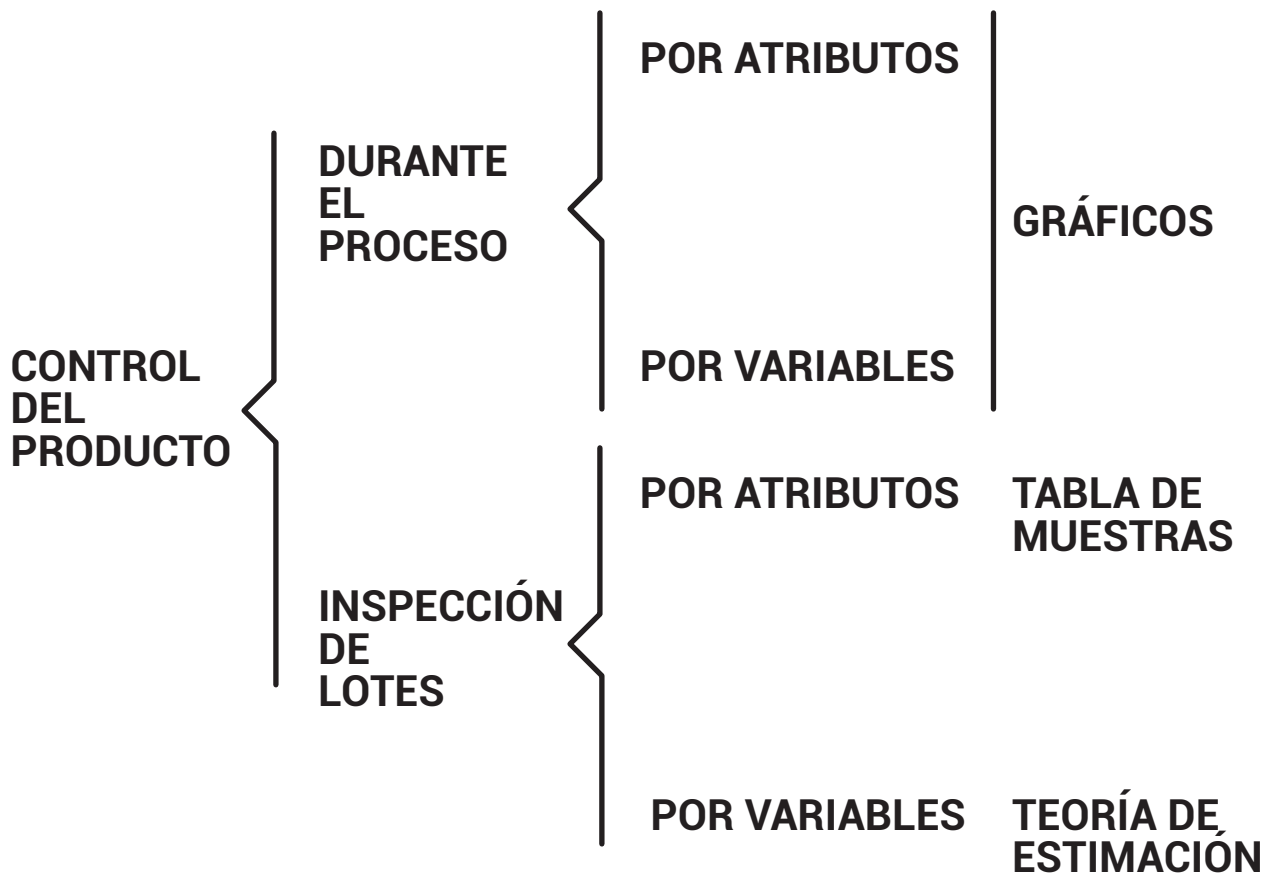 CONTROL
DEL
PRODUCTO
DURANTE
EL
PROCESO
POR ATRIBUTOS
POR VARIABLES
GRÁFICOS
INSPECCIÓN
DE
LOTES
POR ATRIBUTOS
TABLA DE
MUESTRAS
POR VARIABLES
TEORÍA DE
ESTIMACIÓN